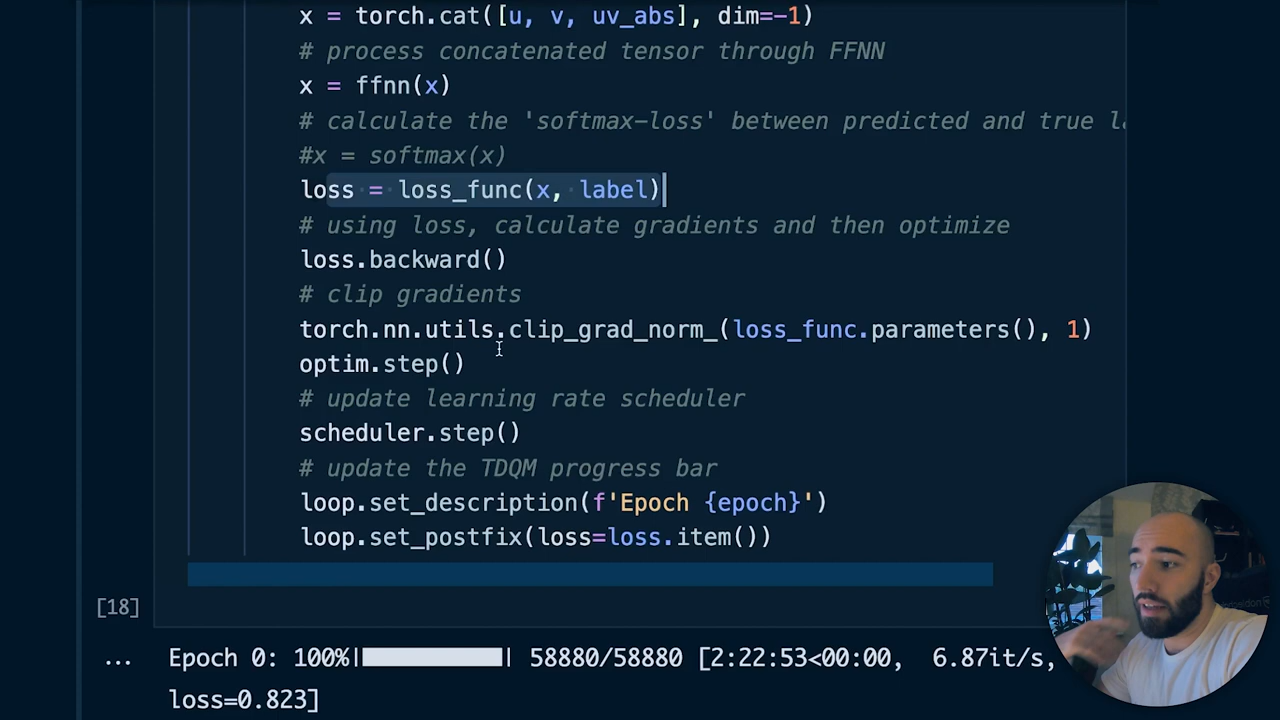 x = torch.cat([u, v, uv_abs], dim=-1)
# process concatenated tensor through FFNN
x = ffnn(x)
# calculate the 'softmax-loss' between predicted and true la
#x = softmax(x)
loss = loss_func(x, label)
# using loss, calculate gradients and then optimize
loss.backward()
# clip gradients
torch.nn.utils.clip_grad_norm_(loss_func.parameters(), 1)
optim.step()
# update learning rate scheduler
scheduler.step()
# update the TDQM progress bar
loop.set_description(f'Epoch {epoch}')
loop.set_postfix(loss=loss.item())
[18]
... Epoch 0: 100%| | 58880/58880 [2:22:53<00:00, 6.87it/s,
loss=0.823]